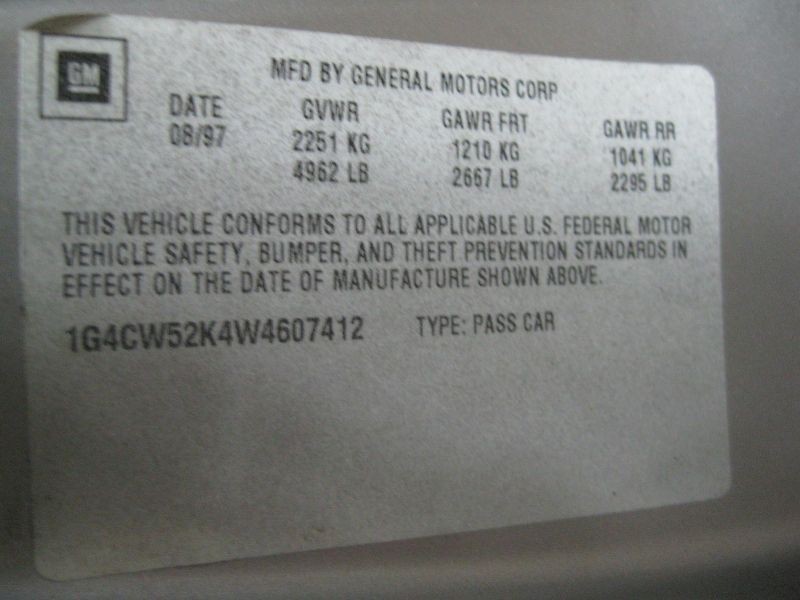 GM
MFD BY GENERAL MOTORS CORP
DATE GVWR GAWR FRT GAWR RR
08/97 2251 KG 1210 KG 1041 KG
4962 LB 2667 LB 2295 LB
THIS VEHICLE CONFORMS TO ALL APPLICABLE U.S. FEDERAL MOTOR
VEHICLE SAFETY, BUMPER, AND THEFT PREVENTION STANDARDS IN
EFFECT ON THE DATE OF MANUFACTURE SHOWN ABOVE.
1G4CW52K4W4607412 TYPE: PASS CAR